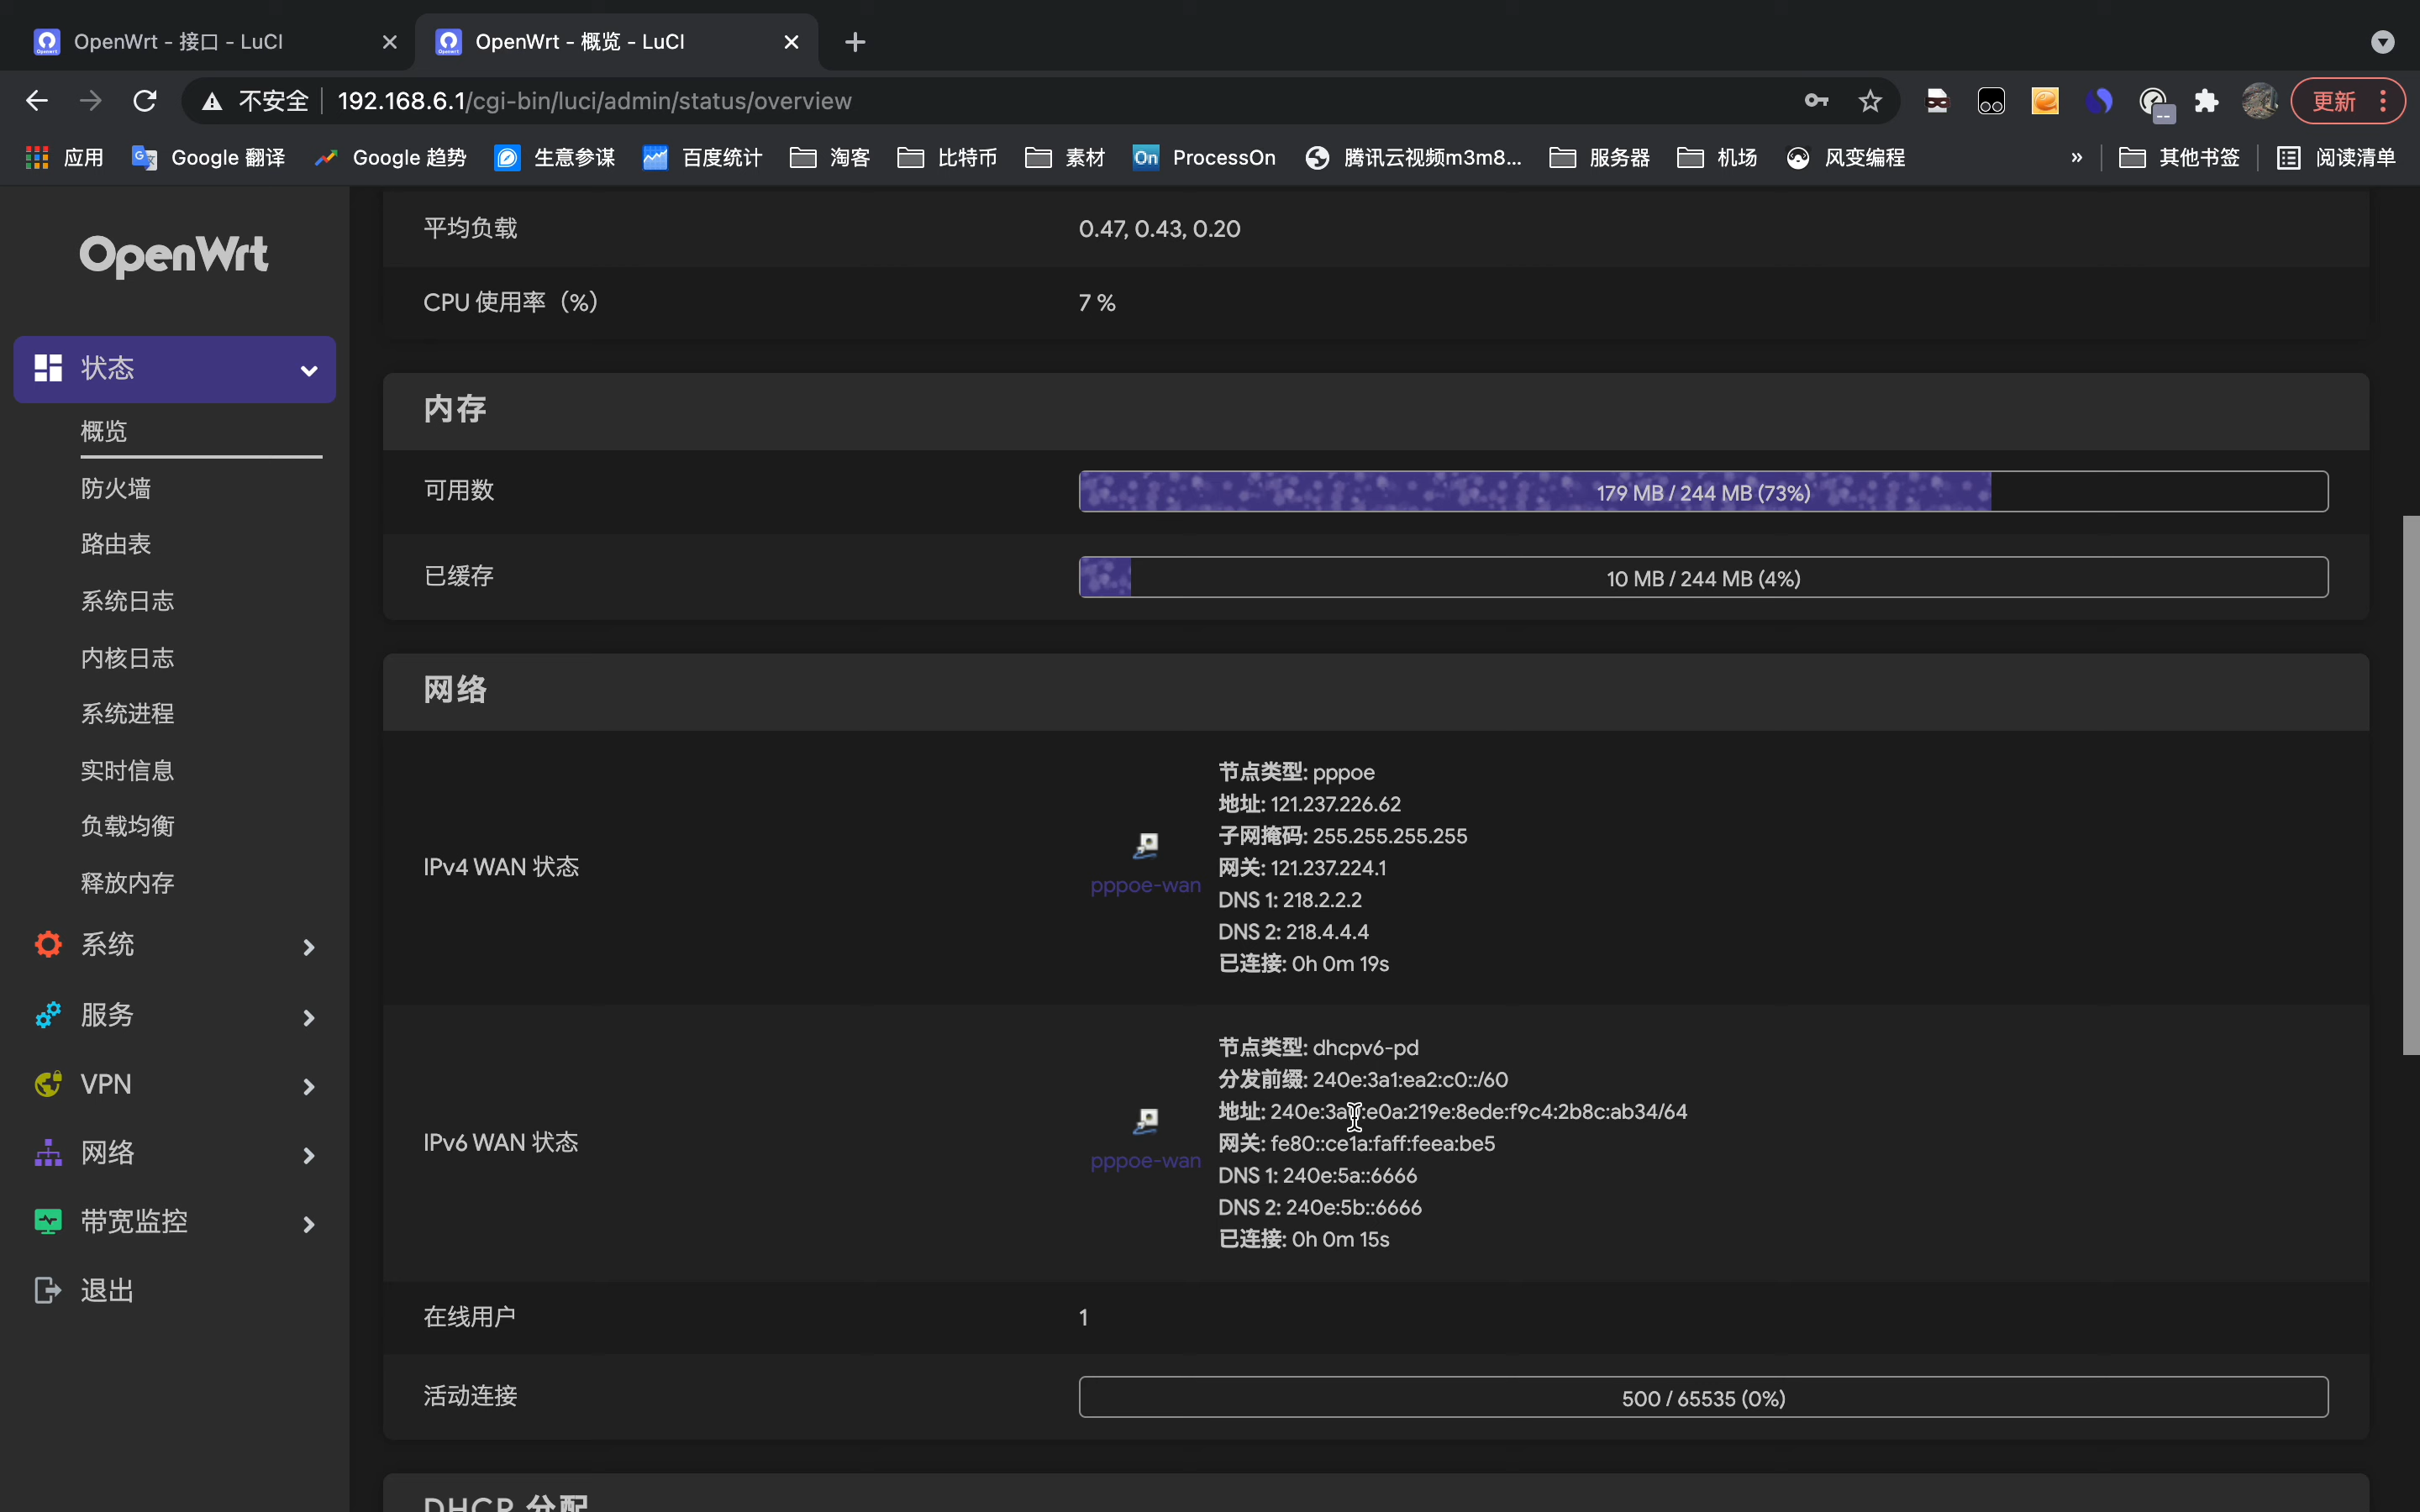 OpenWrt - 接口 - LuCI
OpenWrt - 概览 - LuCI
不安全
192.168.6.1/cgi-bin/luci/admin/status/overview
更新
应用
Google 翻译
Google 趋势
生意参谋
百度统计
淘客
比特币
素材
On ProcessOn
腾讯云视频m3m8...
服务器
机场
风变编程
»
其他书签
阅读清单
OpenWrt
状态
概览
防火墙
路由表
系统日志
内核日志
系统进程
实时信息
负载均衡
释放内存
系统
服务
VPN
网络
带宽监控
退出
平均负载 0.47, 0.43, 0.20
CPU 使用率（%） 7 %
内存
可用数 179 MB / 244 MB (73%)
已缓存 10 MB / 244 MB (4%)
网络
IPv4 WAN 状态
pppoe-wan
节点类型: pppoe
地址: 121.237.226.62
子网掩码: 255.255.255.255
网关: 121.237.224.1
DNS 1: 218.2.2.2
DNS 2: 218.4.4.4
已连接: 0h 0m 19s
IPv6 WAN 状态
pppoe-wan
节点类型: dhcpv6-pd
分发前缀: 240e:3a1:ea2:c0::/60
地址:
网关: fe80::ce1a:faff:feea:be5
DNS 1: 240e:5a::6666
DNS 2: 240e:5b::6666
已连接: 0h 0m 15s
在线用户 1
活动连接 500 / 65535 (0%)
DHCP 分配